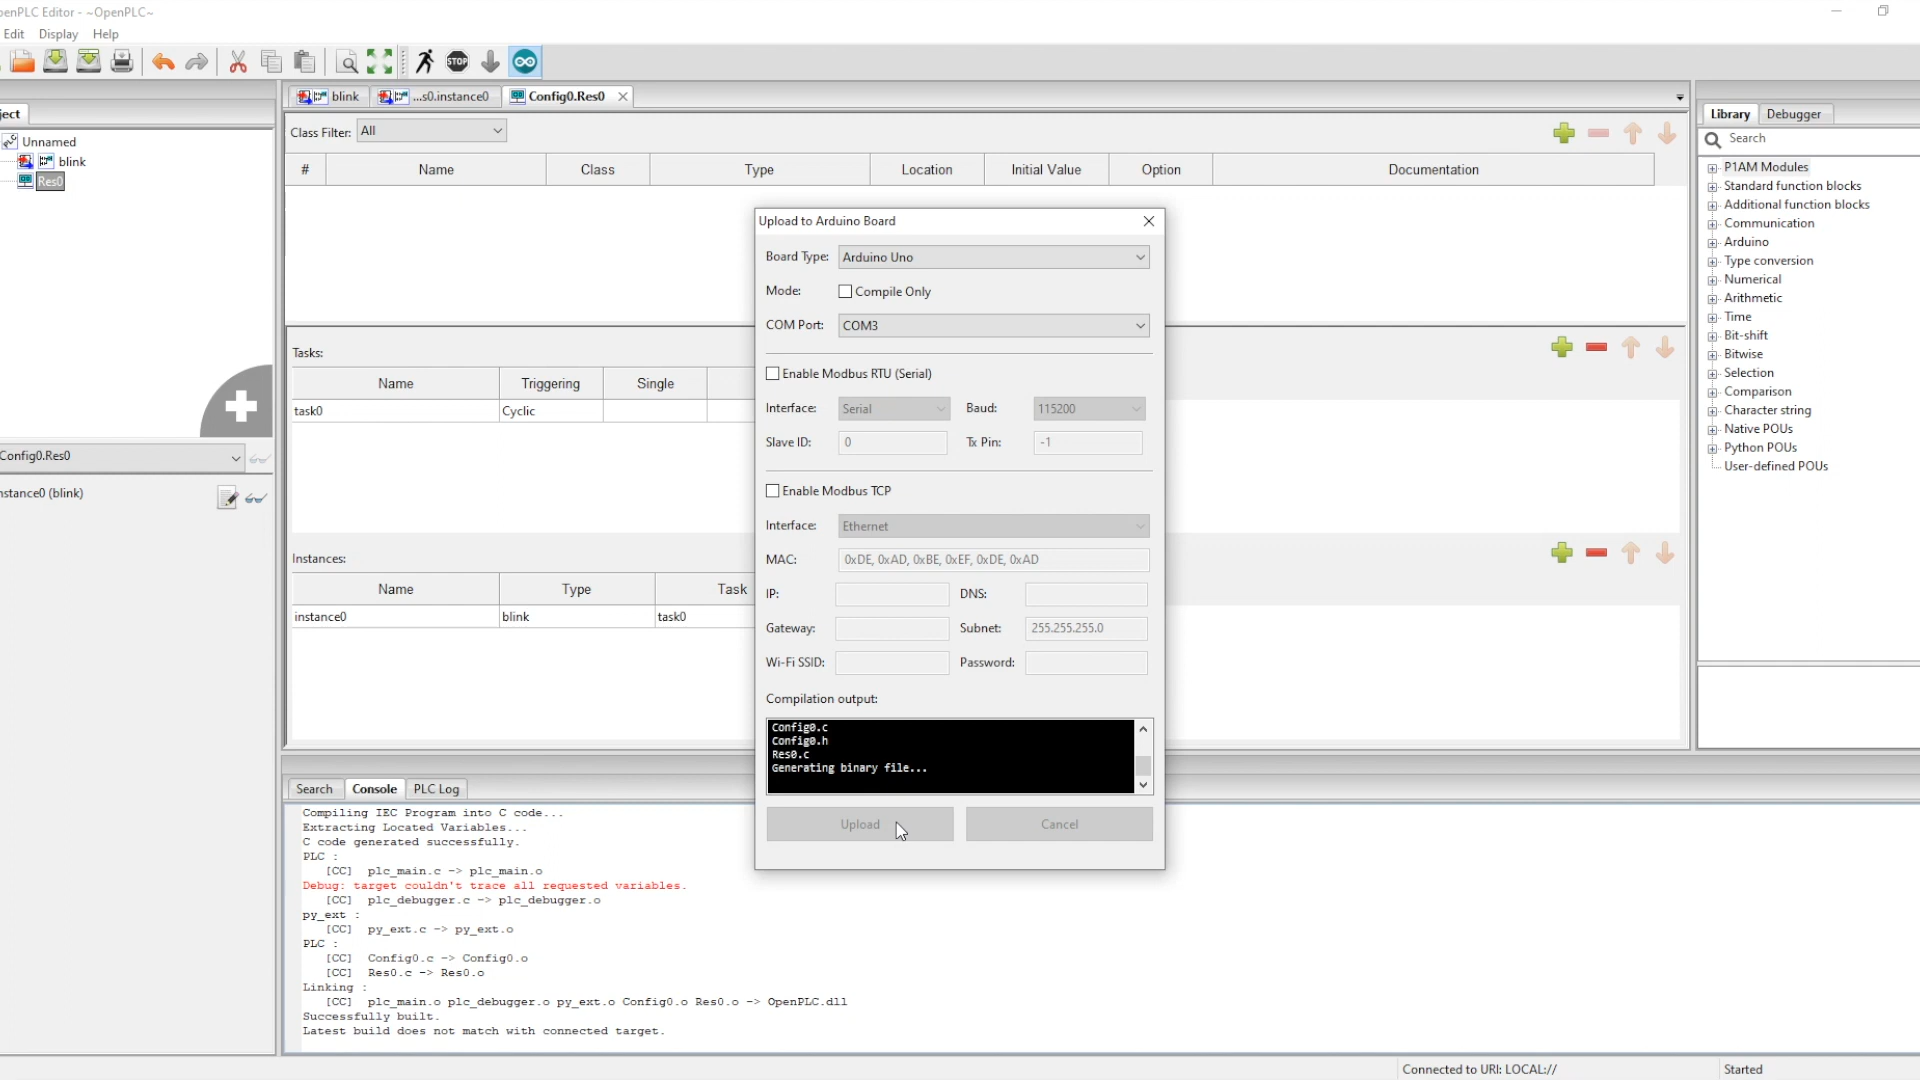 enPLC Editor - ~OpenPLC~
Edit Display Help
STOP
ject
Unnamed
blink
Res0
Config0.Res0
nstance0 (blink)
blink
...s0.instance0
Config0.Res0
Class Filter: All
# Name Class Type Location Initial Value Option Documentation
Tasks:
Name Triggering Single
task0 Cyclic
Instances:
Name Type Task
instance0 blink task0
Upload to Arduino Board
Board Type: Arduino Uno
Mode: Compile Only
COM Port: COM3
Enable Modbus RTU (Serial)
Interface: Serial Baud: 115200
Slave ID: 0 Tx Pin: -1
Enable Modbus TCP
Interface: Ethernet
MAC: 0xDE, 0xAD, 0xBE, 0xEF, 0xDE, 0xAD
IP: DNS:
Gateway: Subnet: 255.255.255.0
Wi-Fi SSID: Password:
Compilation output:
Config0.c
Config0.h
Res0.c
Generating binary file...
Upload Cancel
Library Debugger
Search
P1AM Modules
Standard function blocks
Additional function blocks
Communication
Arduino
Type conversion
Numerical
Arithmetic
Time
Bit-shift
Bitwise
Selection
Comparison
Character string
Native POUs
Python POUs
User-defined POUs
Search Console PLC Log
Compiling IEC Program into C code...
Extracting Located Variables...
C code generated successfully.
PLC :
[CC] plc_main.c -> plc_main.o
Debug: target couldn't trace all requested variables.
[CC] plc_debugger.c -> plc_debugger.o
py_ext :
[CC] py_ext.c -> py_ext.o
PLC :
[CC] Config0.c -> Config0.o
[CC] Res0.c -> Res0.o
Linking :
[CC] plc_main.o plc_debugger.o py_ext.o Config0.o Res0.o -> OpenPLC.dll
Successfully built.
Latest build does not match with connected target.
Connected to URI: LOCAL://
Started